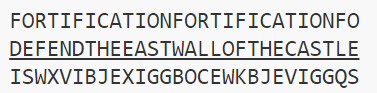 FORTIFICATIONFORTIFICATIONFO
DEFENDTHEEASTWALLOFTHECASTLE
ISWXVIBJEXIGGBOCEWKBJEVIGGQS